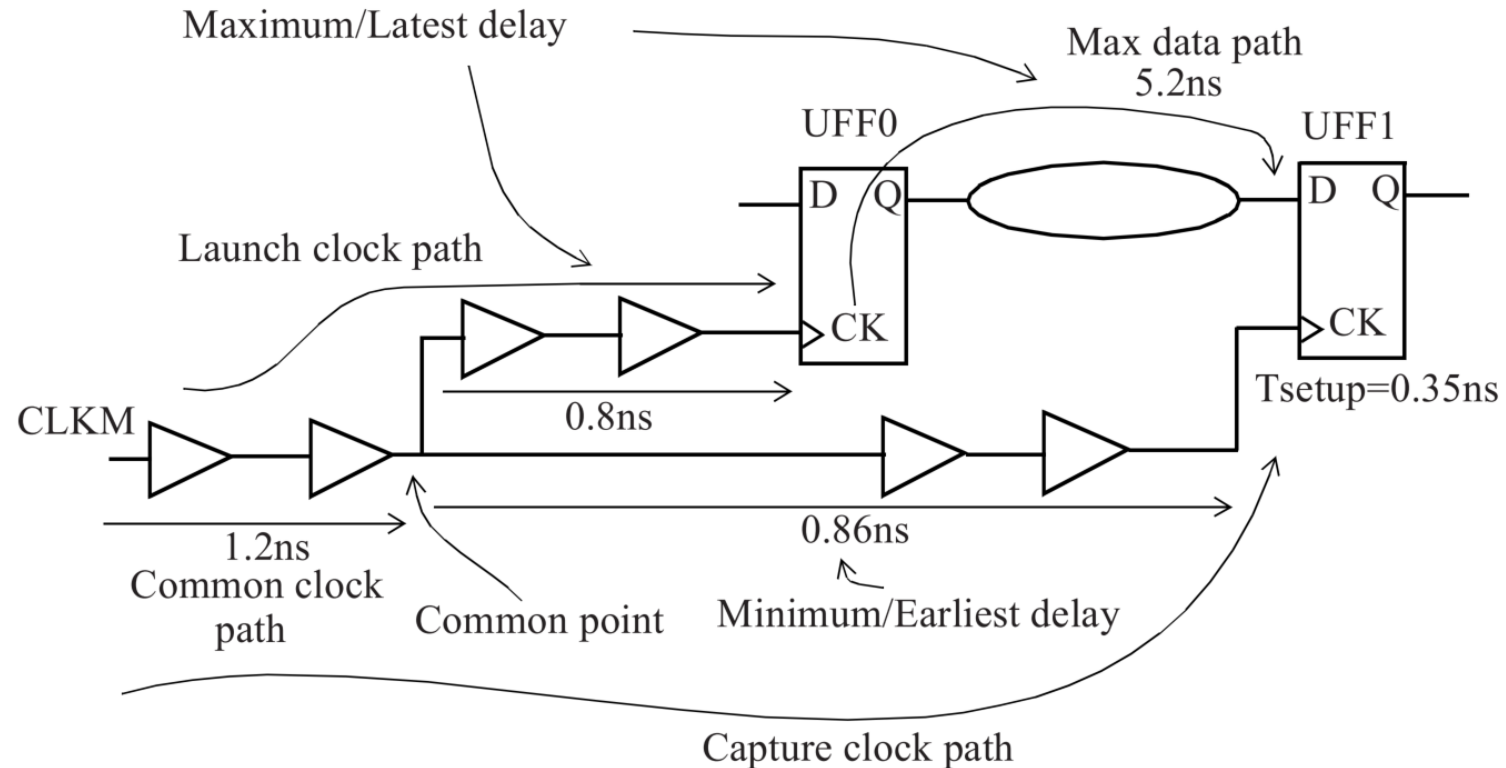 Maximum/Latest delay
Max data path
5.2ns
UFF0
UFF1
D Q
D Q
Launch clock path
CK
CK
Tsetup=0.35ns
CLKM
0.8ns
0.86ns
1.2ns
Common clock
path
Common point
Minimum/Earliest delay
Capture clock path